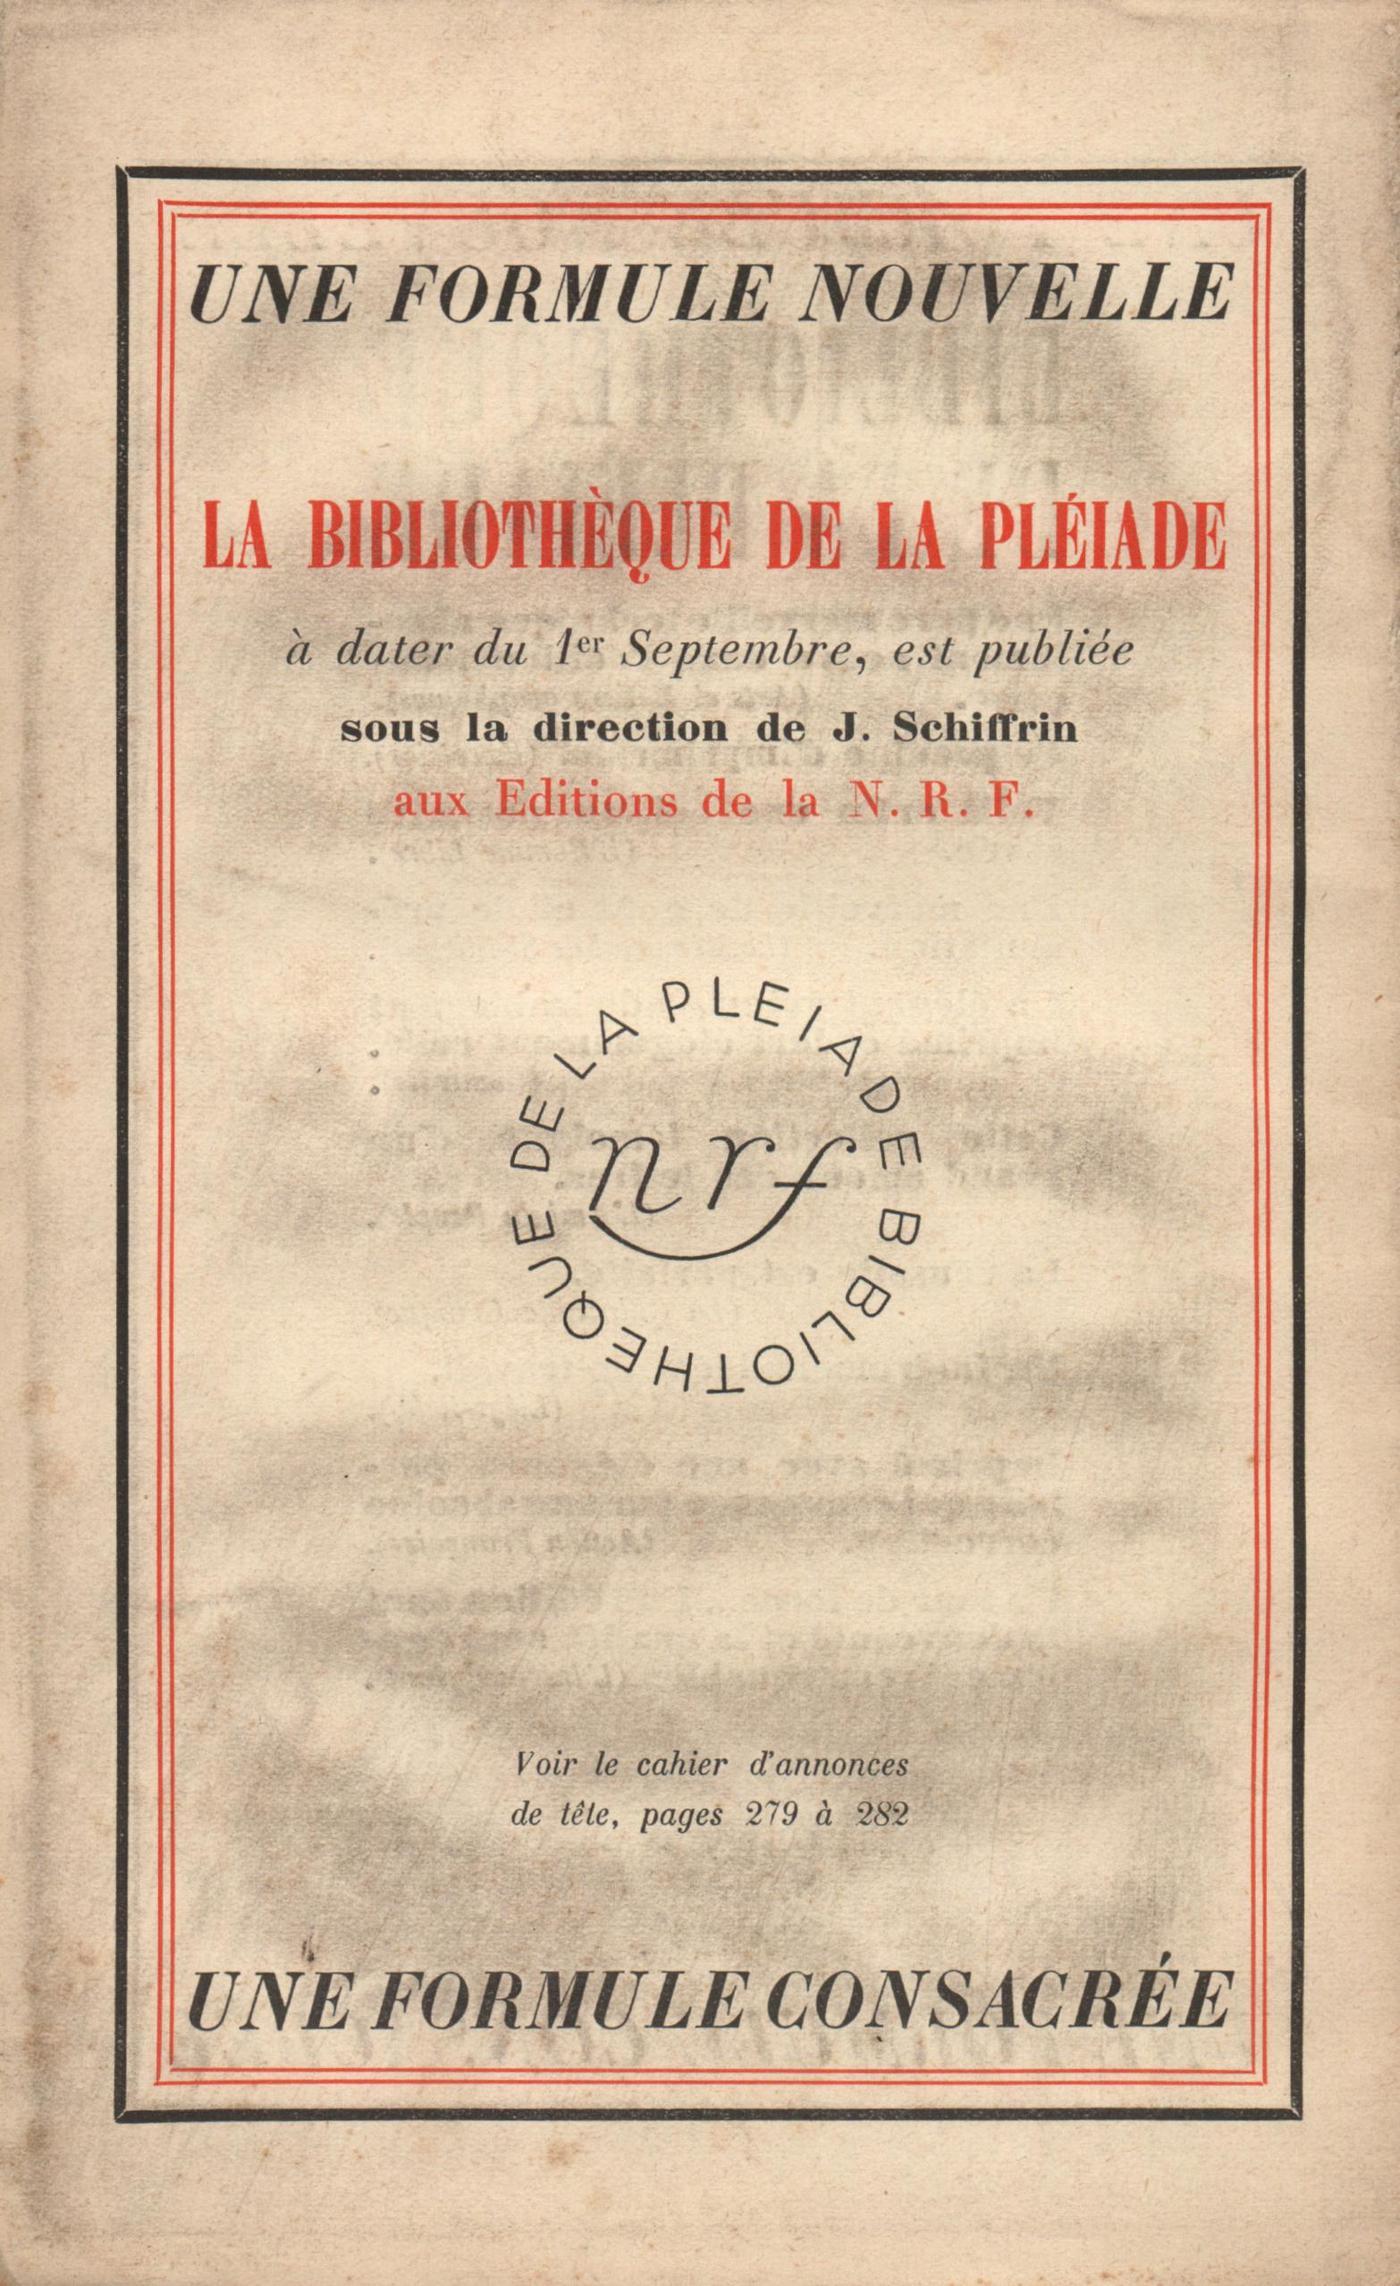 UNE FORMULE NOUVELLE
LA BIBLIOTHÈQUE DE LA PLÉIADE
à dater du 1er Septembre, est publiée
sous la direction de J. Schiffrin
aux Editions de la N. R. F.
BIBLIOTHEQUE DE LA PLEIADE
nrf
Voir le cahier d'annonces
de tête, pages 279 à 282
UNE FORMULE CONSACRÉE